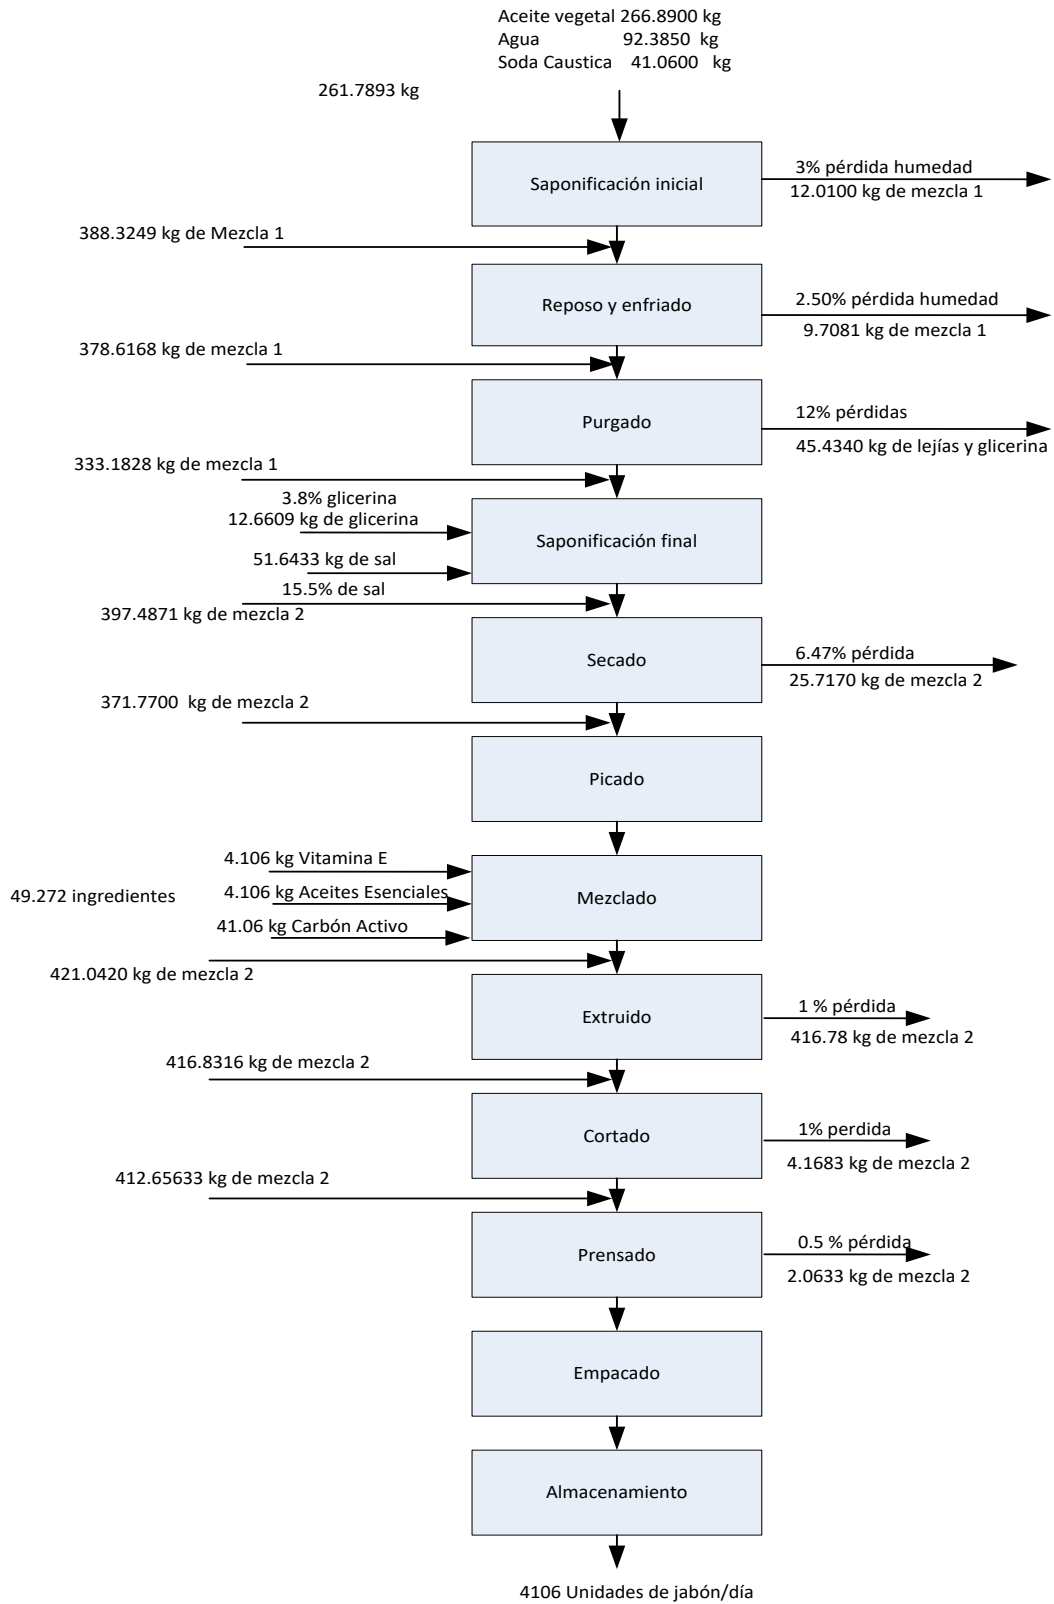 Aceite vegetal 266.8900 kg
Agua 92.3850 kg
Soda Caustica 41.0600 kg
261.7893 kg
Saponificación inicial
3% pérdida humedad
12.0100 kg de mezcla 1
388.3249 kg de Mezcla 1
Reposo y enfriado
2.50% pérdida humedad
9.7081 kg de mezcla 1
378.6168 kg de mezcla 1
Purgado
12% pérdidas
45.4340 kg de lejías y glicerina
333.1828 kg de mezcla 1
3.8% glicerina
12.6609 kg de glicerina
Saponificación final
51.6433 kg de sal
15.5% de sal
397.4871 kg de mezcla 2
Secado
6.47% pérdida
25.7170 kg de mezcla 2
371.7700 kg de mezcla 2
Picado
4.106 kg Vitamina E
49.272 ingredientes
4.106 kg Aceites Esenciales
Mezclado
41.06 kg Carbón Activo
421.0420 kg de mezcla 2
Extruido
1 % pérdida
416.78 kg de mezcla 2
416.8316 kg de mezcla 2
Cortado
1% perdida
4.1683 kg de mezcla 2
412.65633 kg de mezcla 2
Prensado
0.5 % pérdida
2.0633 kg de mezcla 2
Empacado
Almacenamiento
4106 Unidades de jabón/día